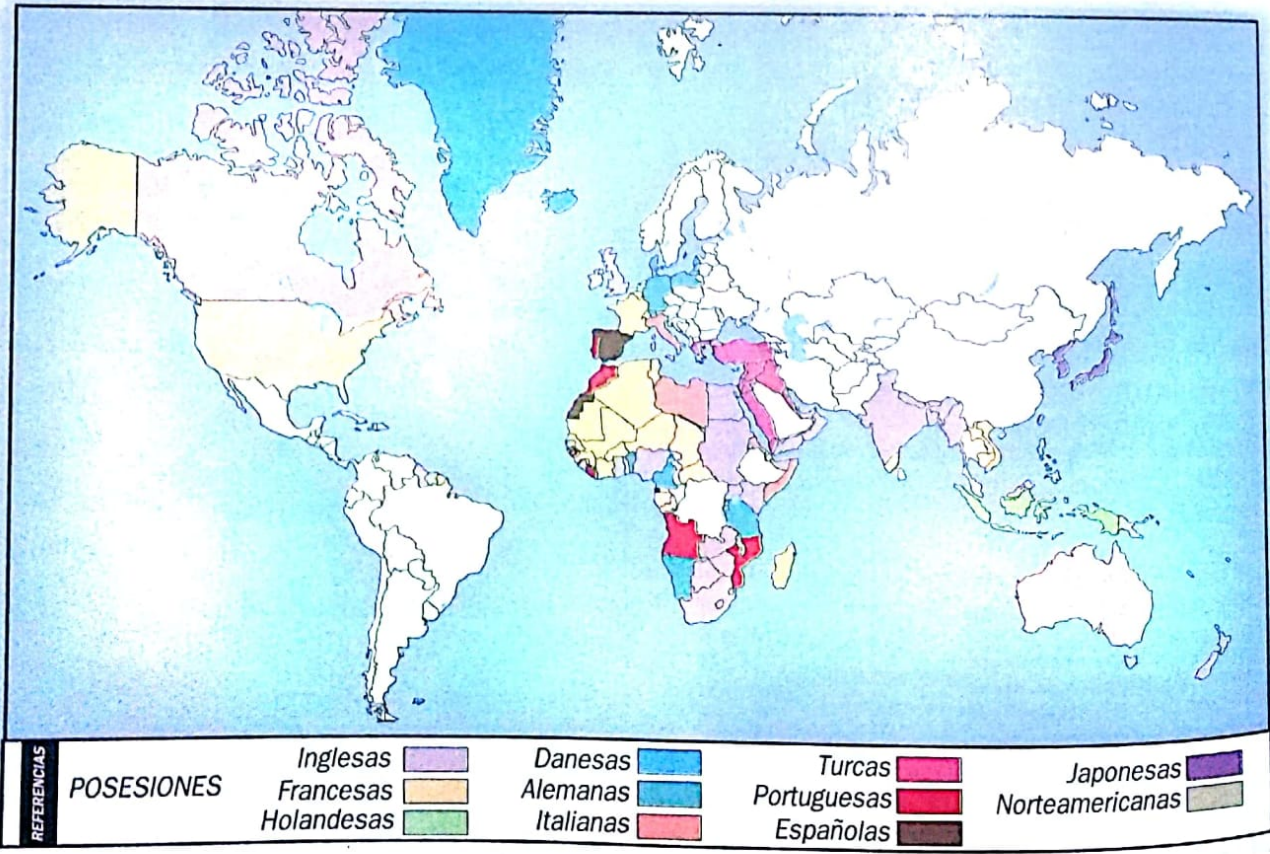 REFERENCIAS
POSESIONES
Inglesas
Francesas
Holandesas
Danesas
Alemanas
Italianas
Turcas
Portuguesas
Españolas
Japonesas
Norteamericanas